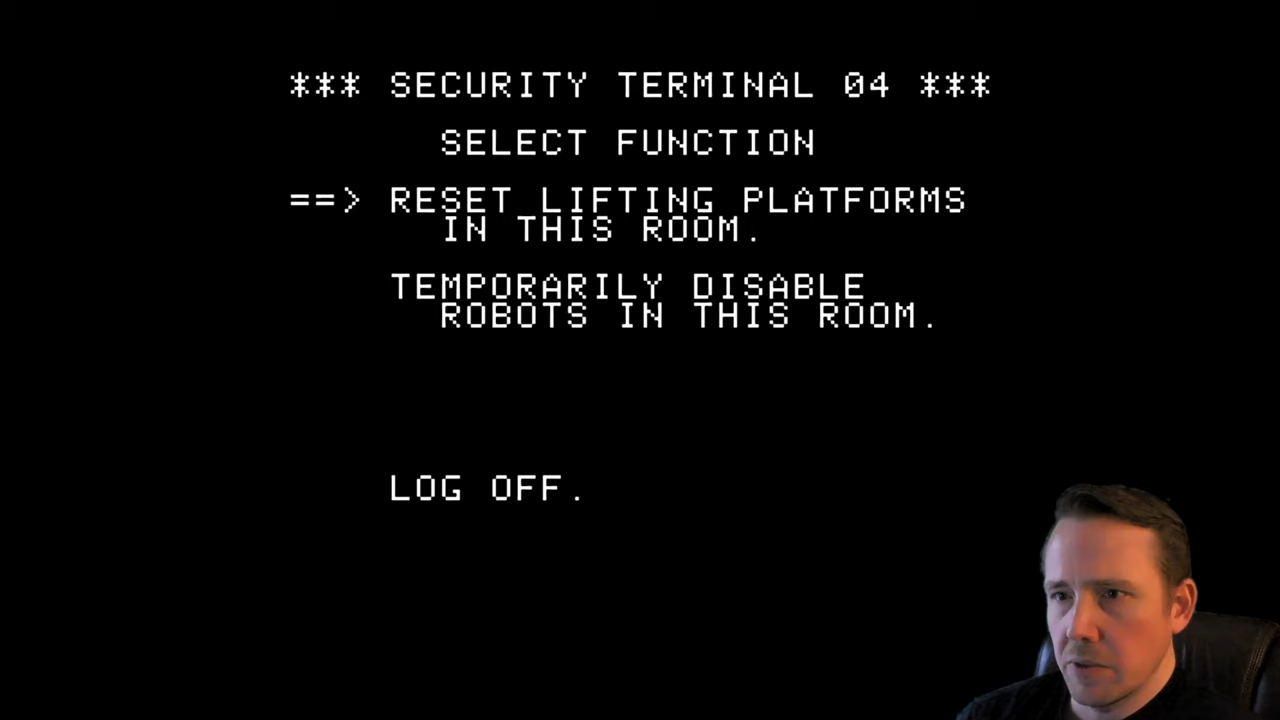 *** SECURITY TERMINAL 04 ***
SELECT FUNCTION
==> RESET LIFTING PLATFORMS
IN THIS ROOM.
TEMPORARILY DISABLE
ROBOTS IN THIS ROOM.
LOG OFF.